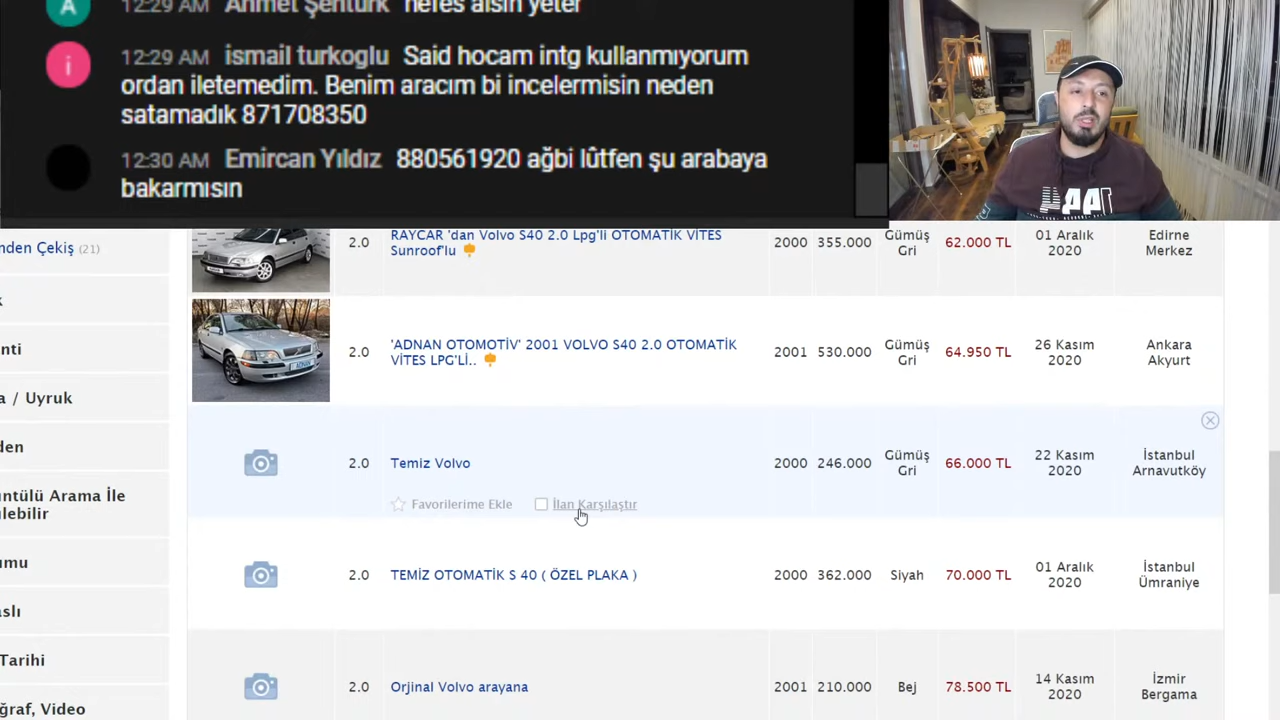 A 12:29 AM Ahmet Şentürk nefes alsın yeter
i 12:29 AM ismail turkoglu Said hocam intg kullanmıyorum
ordan iletemedim. Benim aracım bi incelermisin neden
satamadık 871708350
12:30 AM Emircan Yıldız 880561920 ağbi lûtfen şu arabaya
bakarmısın
nden Çekiş (21)
k
nti
a / Uyruk
den
üntülü Arama İle
ilebilir
umu
aslı
Tarihi
ğraf, Video
2.0 RAYCAR 'dan Volvo S40 2.0 Lpg'li OTOMATİK VİTES
Sunroof'lu
2000 355.000 Gümüş
Gri
62.000 TL 01 Aralık
2020
Edirne
Merkez
2.0 'ADNAN OTOMOTİV' 2001 VOLVO S40 2.0 OTOMATİK
VİTES LPG'Lİ..
2001 530.000 Gümüş
Gri
64.950 TL 26 Kasım
2020
Ankara
Akyurt
2.0 Temiz Volvo
Favorilerime Ekle İlan Karşılaştır
2000 246.000 Gümüş
Gri
66.000 TL 22 Kasım
2020
İstanbul
Arnavutköy
2.0 TEMİZ OTOMATİK S 40 ( ÖZEL PLAKA )
2000 362.000 Siyah 70.000 TL 01 Aralık
2020
İstanbul
Ümraniye
2.0 Orjinal Volvo arayana
2001 210.000 Bej 78.500 TL 14 Kasım
2020
İzmir
Bergama